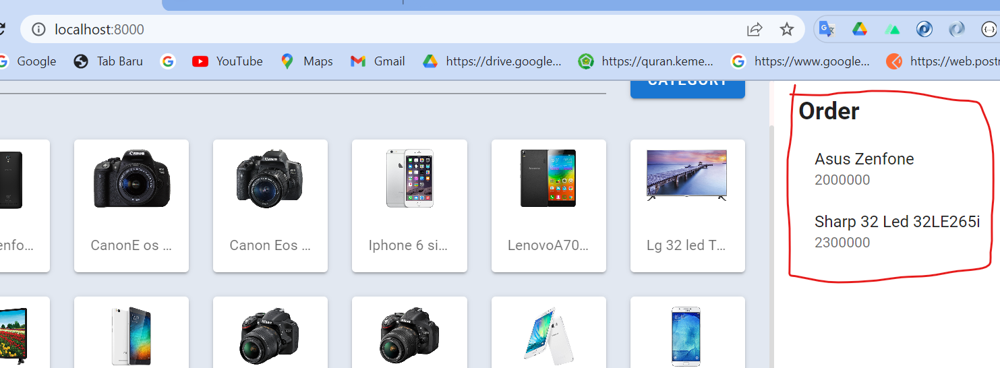 localhost:8000
Google
Tab Baru
YouTube
Maps
Gmail
https://drive.google...
https://quran.keme...
https://www.google...
https://web.postr
CATEGORY
Order
Asus Zenfone
2000000
Sharp 32 Led 32LE265i
2300000
enfo...
CanonE os ...
Canon Eos ...
Iphone 6 si...
LenovoA70...
Lg 32 led T...